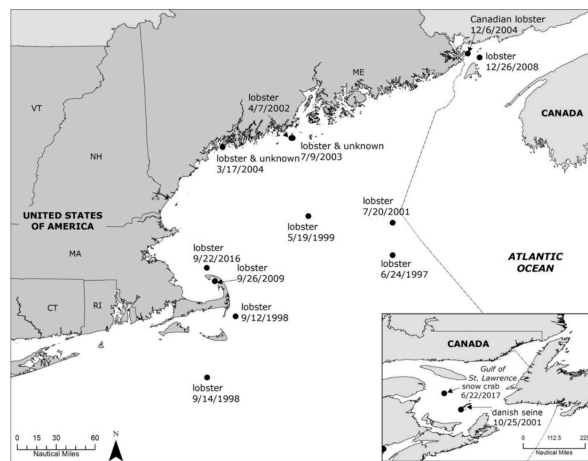 Canadian lobster
12/6/2004
lobster
12/26/2008
ME
VT
lobster
4/7/2002
CANADA
lobster & unknown
7/9/2003
NH
lobster & unknown
3/17/2004
UNITED STATES
OF AMERICA
lobster
7/20/2001
5/19/1999
lobster
MA
lobster
9/22/2016
lobster
9/26/2009
lobster
6/24/1997
ATLANTIC
OCEAN
CT
RI
lobster
9/12/1998
lobster
9/14/1998
CANADA
Gulf of
St. Lawrence
snow crab
6/22/2017
danish seine
10/25/2001
0 15 30 60
Nautical Miles
N
0 112.5 225
Nautical Miles